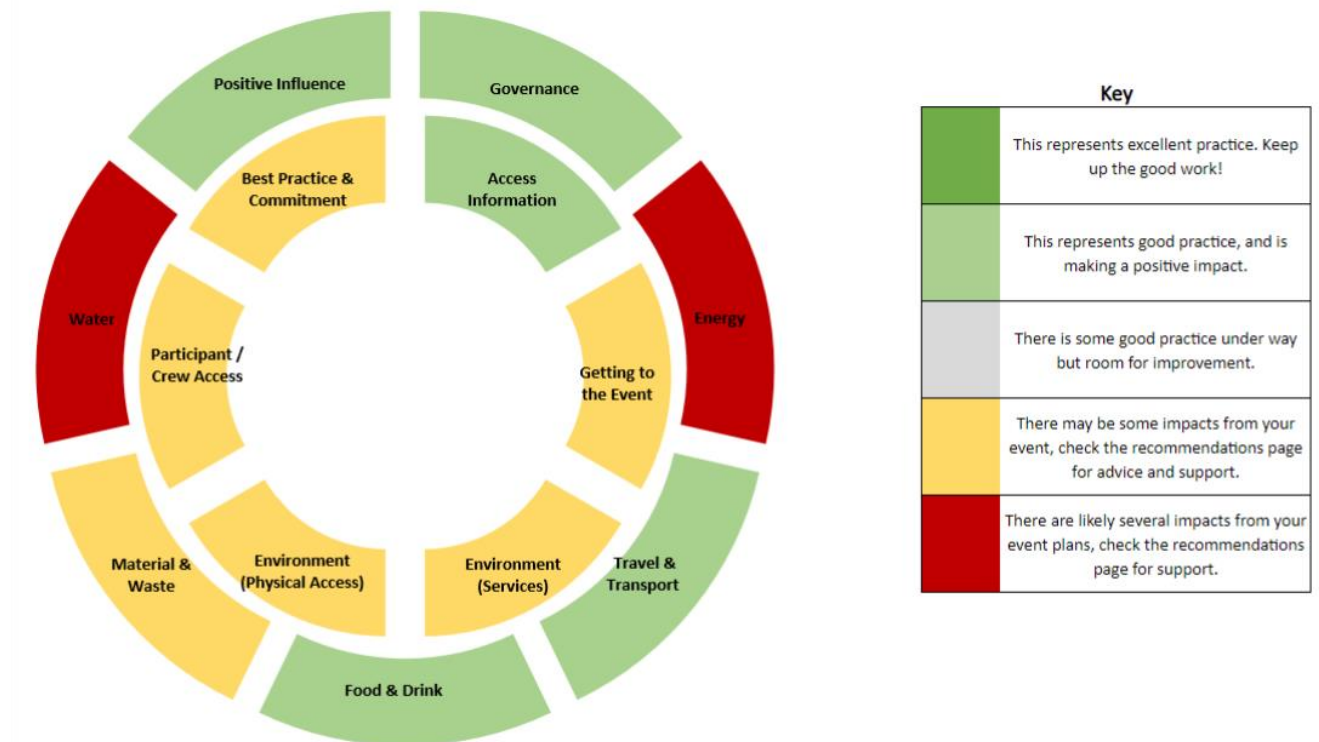 Positive Influence
Governance
Best Practice &
Commitment
Access
Information
Water
Energy
Participant /
Crew Access
Getting to
the Event
Material &
Waste
Environment
(Physical Access)
Environment
(Services)
Travel &
Transport
Food & Drink
Key
This represents excellent practice. Keep
up the good work!
This represents good practice, and is
making a positive impact.
There is some good practice under way
but room for improvement.
There may be some impacts from your
event, check the recommendations page
for advice and support.
There are likely several impacts from your
event plans, check the recommendations
page for support.